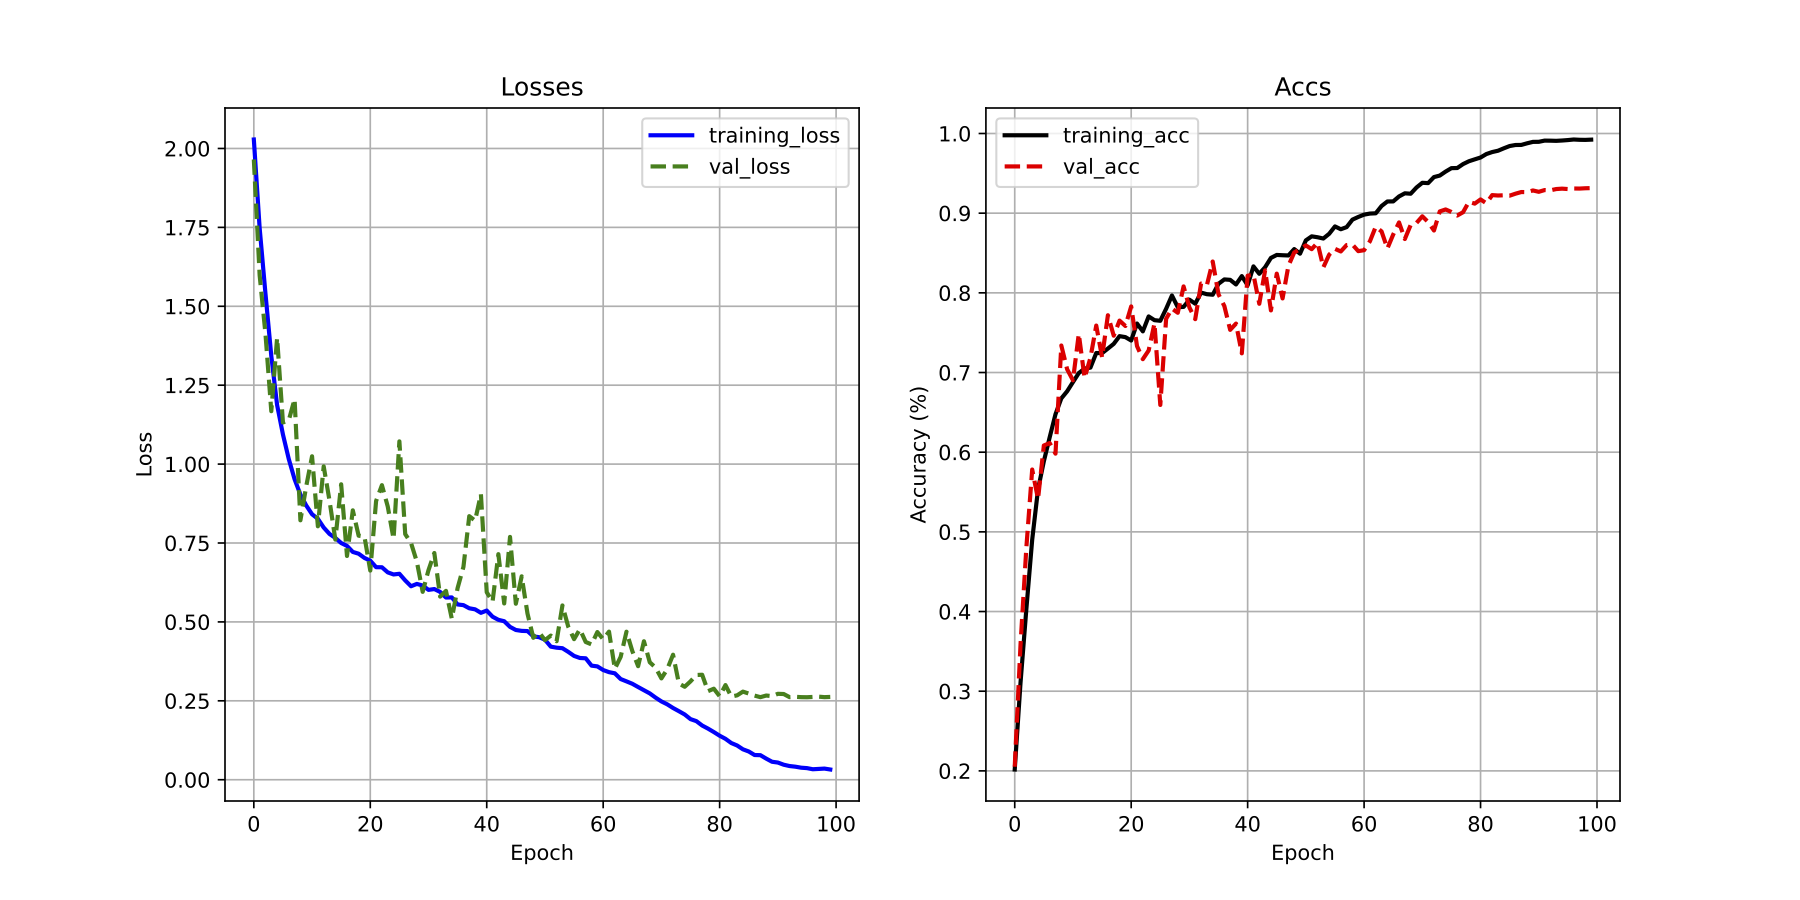 Losses
training_loss
val_loss
2.00
1.75
1.50
1.25
1.00
0.75
0.50
0.25
0.00
Loss
0 20 40 60 80 100
Epoch
Accs
training_acc
val_acc
1.0
0.9
0.8
0.7
0.6
0.5
0.4
0.3
0.2
Accuracy (%)
0 20 40 60 80 100
Epoch